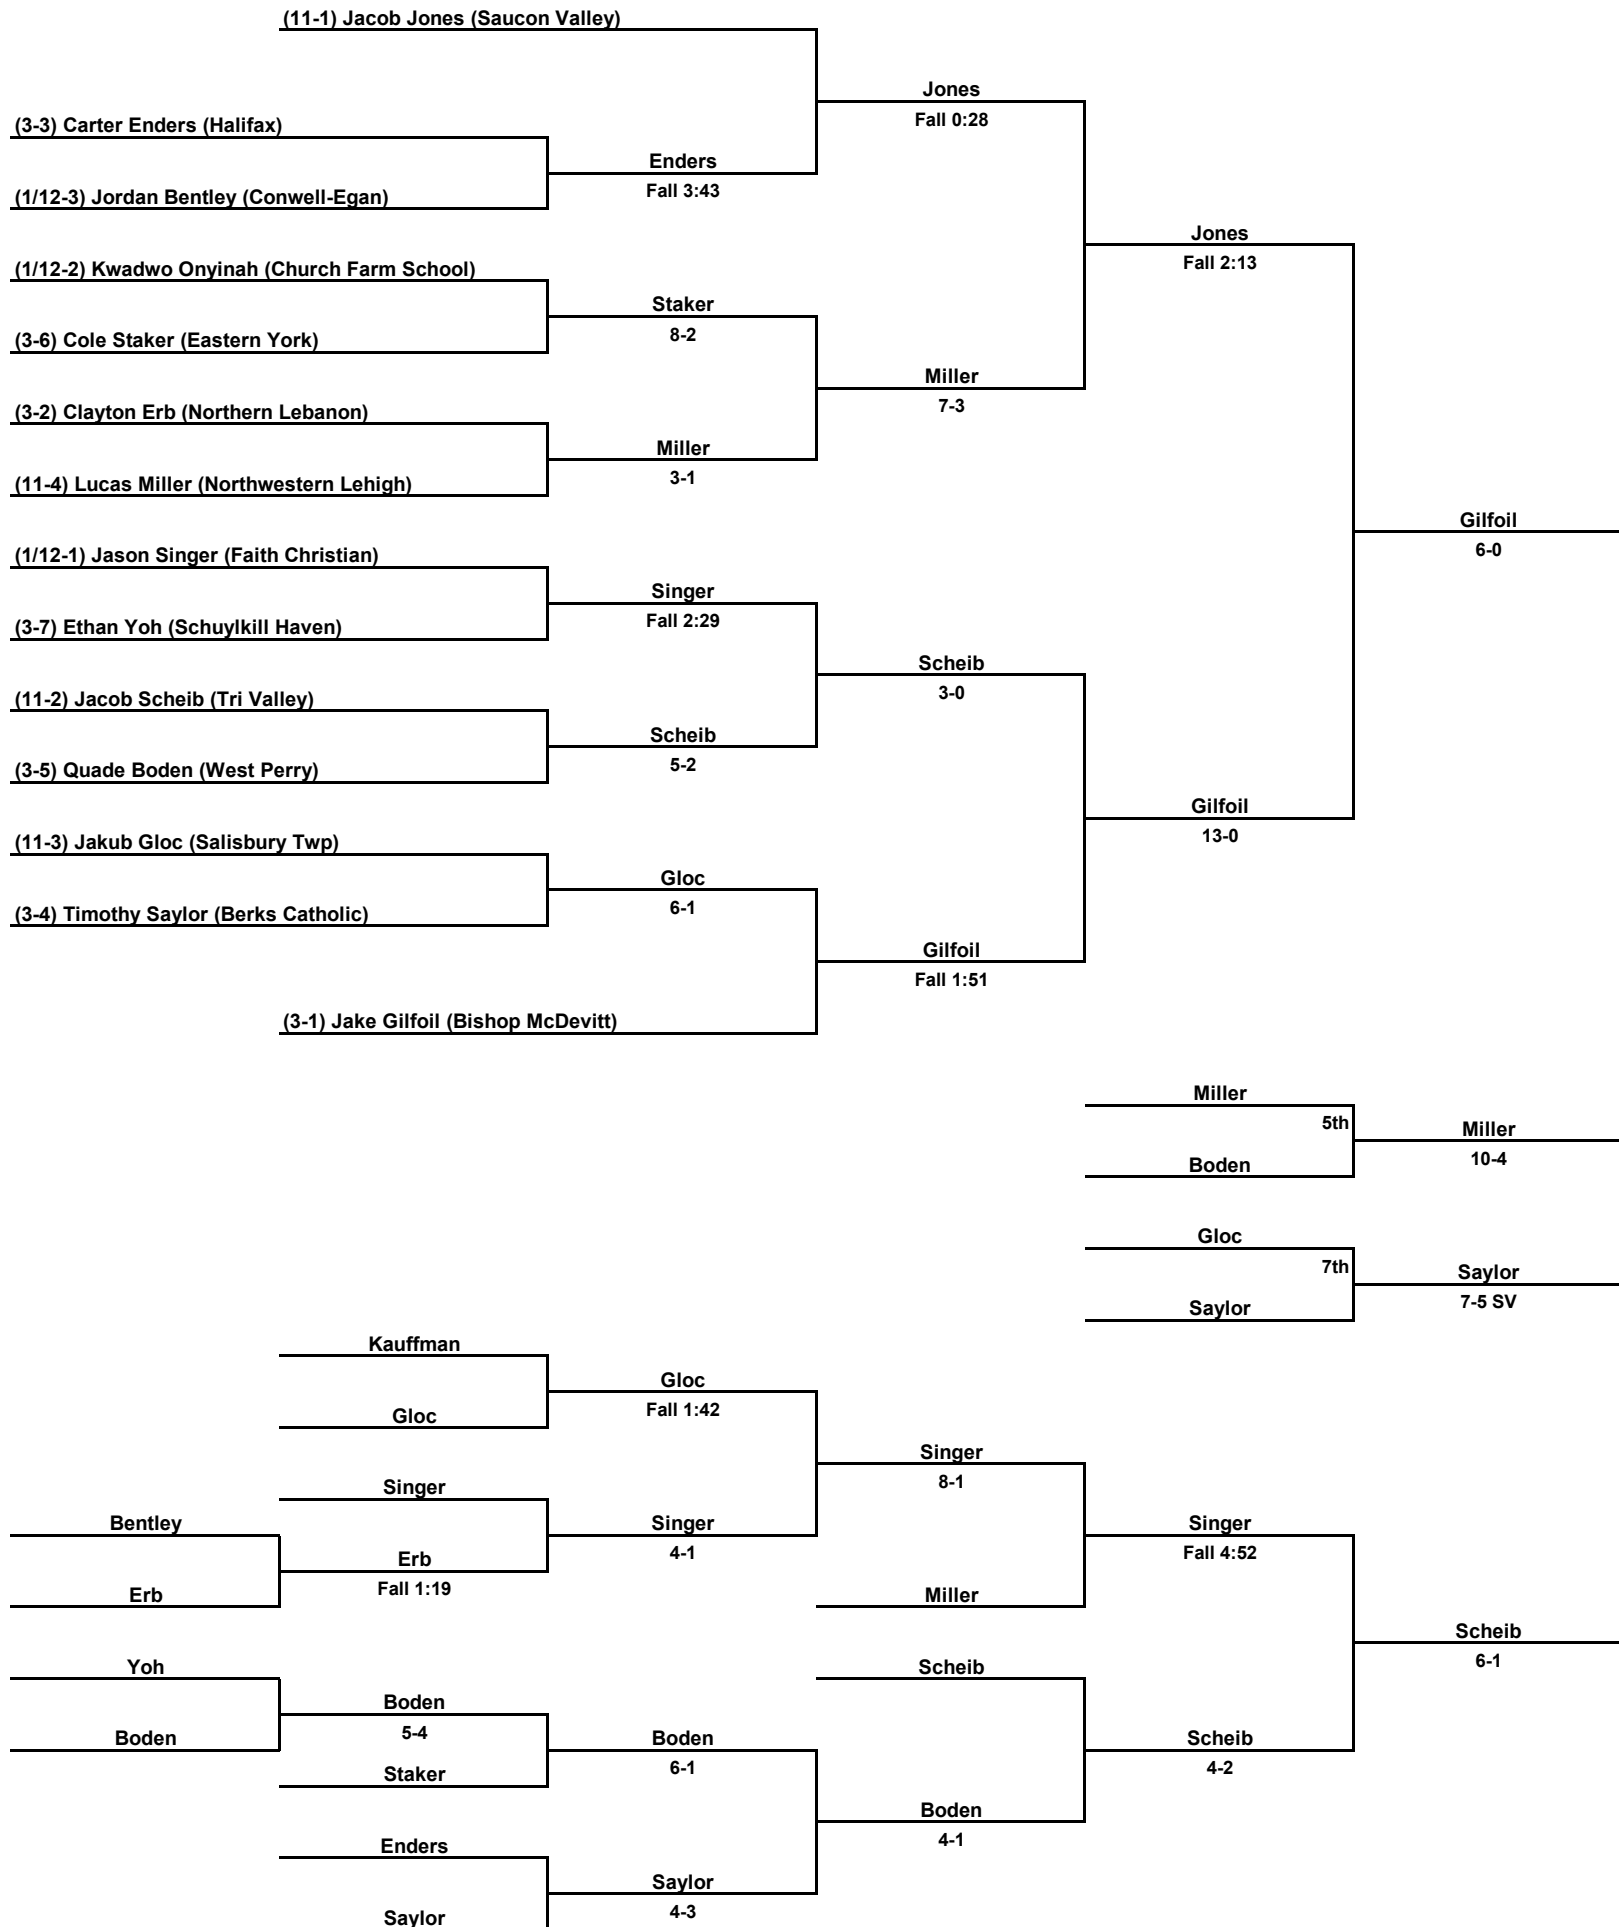 (11-1) Jacob Jones (Saucon Valley)
Jones
Fall 0:28
(3-3) Carter Enders (Halifax)
Enders
Fall 3:43
(1/12-3) Jordan Bentley (Conwell-Egan)
Jones
Fall 2:13
(1/12-2) Kwadwo Onyinah (Church Farm School)
Staker
8-2
(3-6) Cole Staker (Eastern York)
Miller
7-3
(3-2) Clayton Erb (Northern Lebanon)
Miller
3-1
(11-4) Lucas Miller (Northwestern Lehigh)
Gilfoil
6-0
(1/12-1) Jason Singer (Faith Christian)
Singer
Fall 2:29
(3-7) Ethan Yoh (Schuylkill Haven)
Scheib
3-0
(11-2) Jacob Scheib (Tri Valley)
Scheib
5-2
(3-5) Quade Boden (West Perry)
Gilfoil
13-0
(11-3) Jakub Gloc (Salisbury Twp)
Gloc
6-1
(3-4) Timothy Saylor (Berks Catholic)
Gilfoil
Fall 1:51
(3-1) Jake Gilfoil (Bishop McDevitt)
Miller
5th
Miller
10-4
Boden
Gloc
7th
Saylor
7-5 SV
Saylor
Kauffman
Gloc
Fall 1:42
Gloc
Singer
8-1
Singer
Bentley
Singer
4-1
Singer
Fall 4:52
Erb
Fall 1:19
Erb
Miller
Scheib
6-1
Yoh
Scheib
Boden
5-4
Boden
Boden
6-1
Scheib
4-2
Staker
Boden
4-1
Enders
Saylor
4-3
Saylor